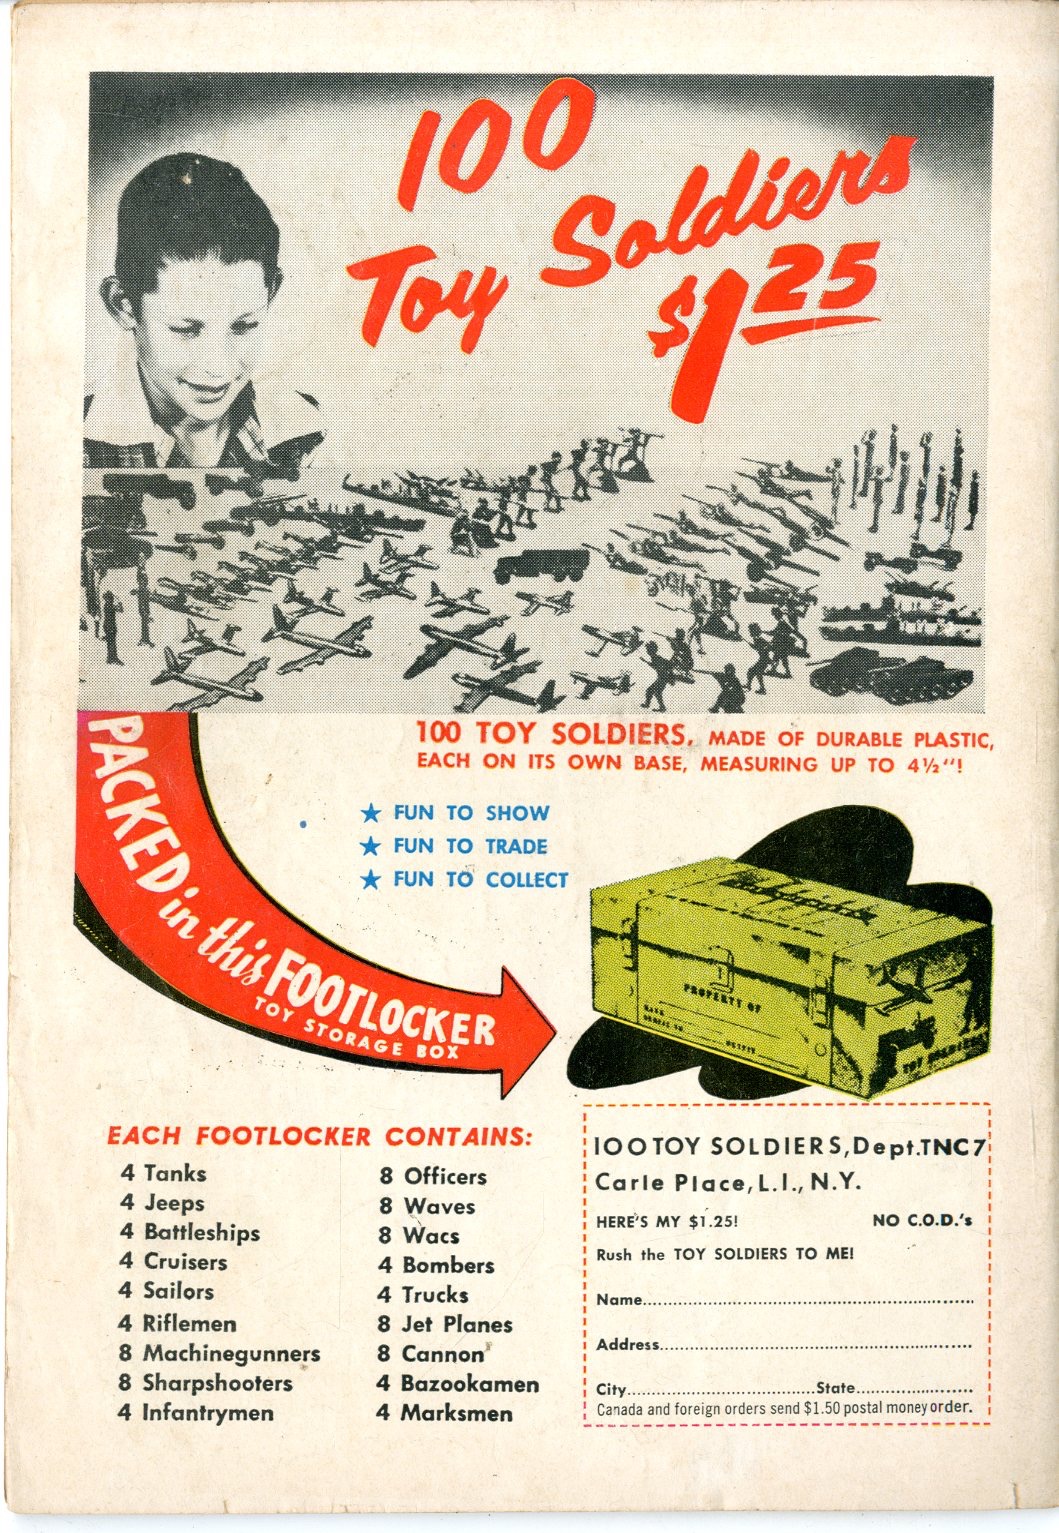 100
Toy Soldiers
$1.25
PACKED in this FOOTLOCKER
TOY STORAGE BOX
100 TOY SOLDIERS, MADE OF DURABLE PLASTIC,
EACH ON ITS OWN BASE, MEASURING UP TO 4½"!
★ FUN TO SHOW
★ FUN TO TRADE
★ FUN TO COLLECT
PROPERTY OF
NAME
TOY SOLDIERS
EACH FOOTLOCKER CONTAINS:
4 Tanks
4 Jeeps
4 Battleships
4 Cruisers
4 Sailors
4 Riflemen
8 Machinegunners
8 Sharpshooters
4 Infantrymen
8 Officers
8 Waves
8 Wacs
4 Bombers
4 Trucks
8 Jet Planes
8 Cannon
4 Bazookamen
4 Marksmen
100 TOY SOLDIERS, Dept. TNC7
Carle Place, L.I., N.Y.
HERE'S MY $1.25! NO C.O.D.'s
Rush the TOY SOLDIERS TO ME!
Name
Address
City State
Canada and foreign orders send $1.50 postal money order.